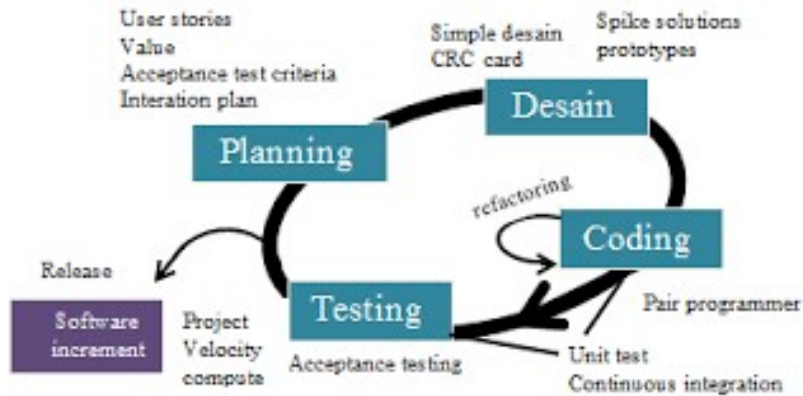 User stories
Value
Acceptance test criteria
Interation plan
Simple desain
CRC card
Spike solutions
prototypes
Desain
Planning
refactoring
Coding
Release
Software
increment
Project
Velocity
compute
Testing
Acceptance testing
Pair programmer
Unit test
Continuous integration